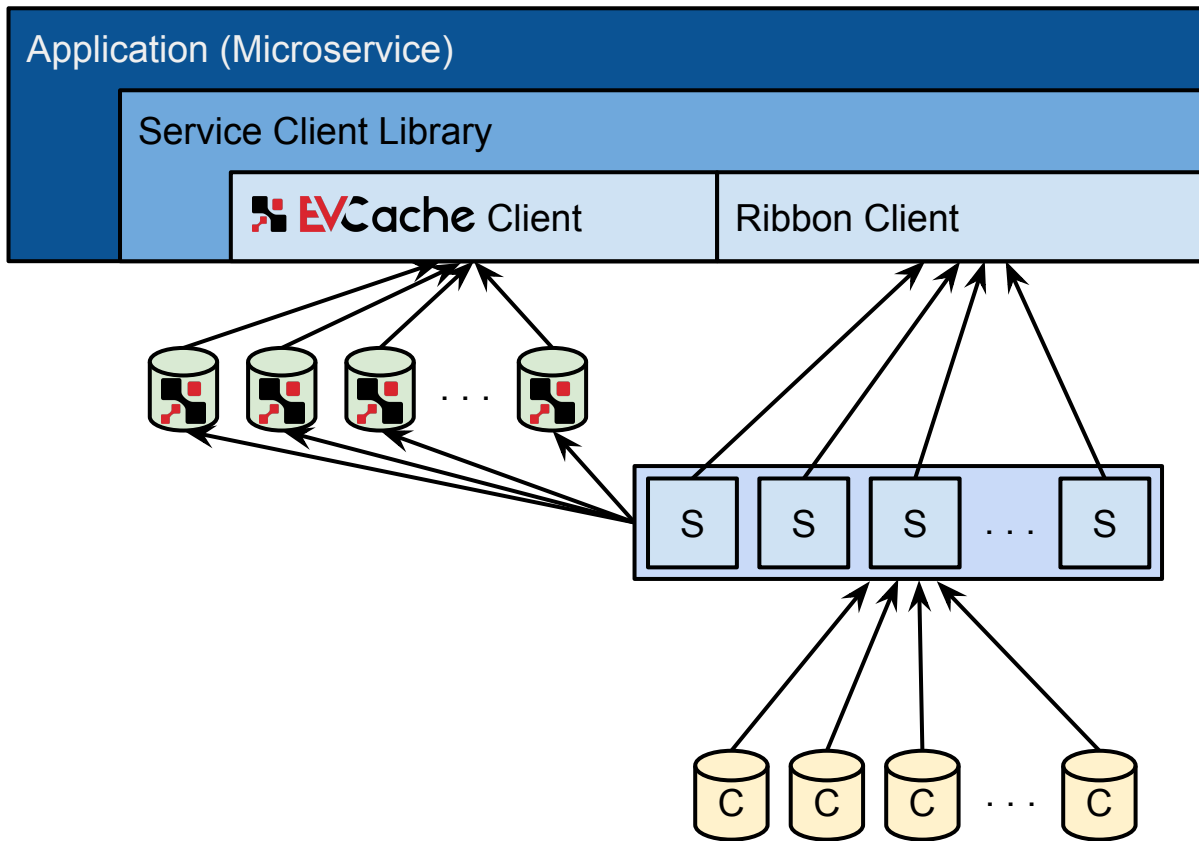 Application (Microservice)
Service Client Library
EVCache Client
Ribbon Client
. . .
S S S . . . S
C C C . . . C